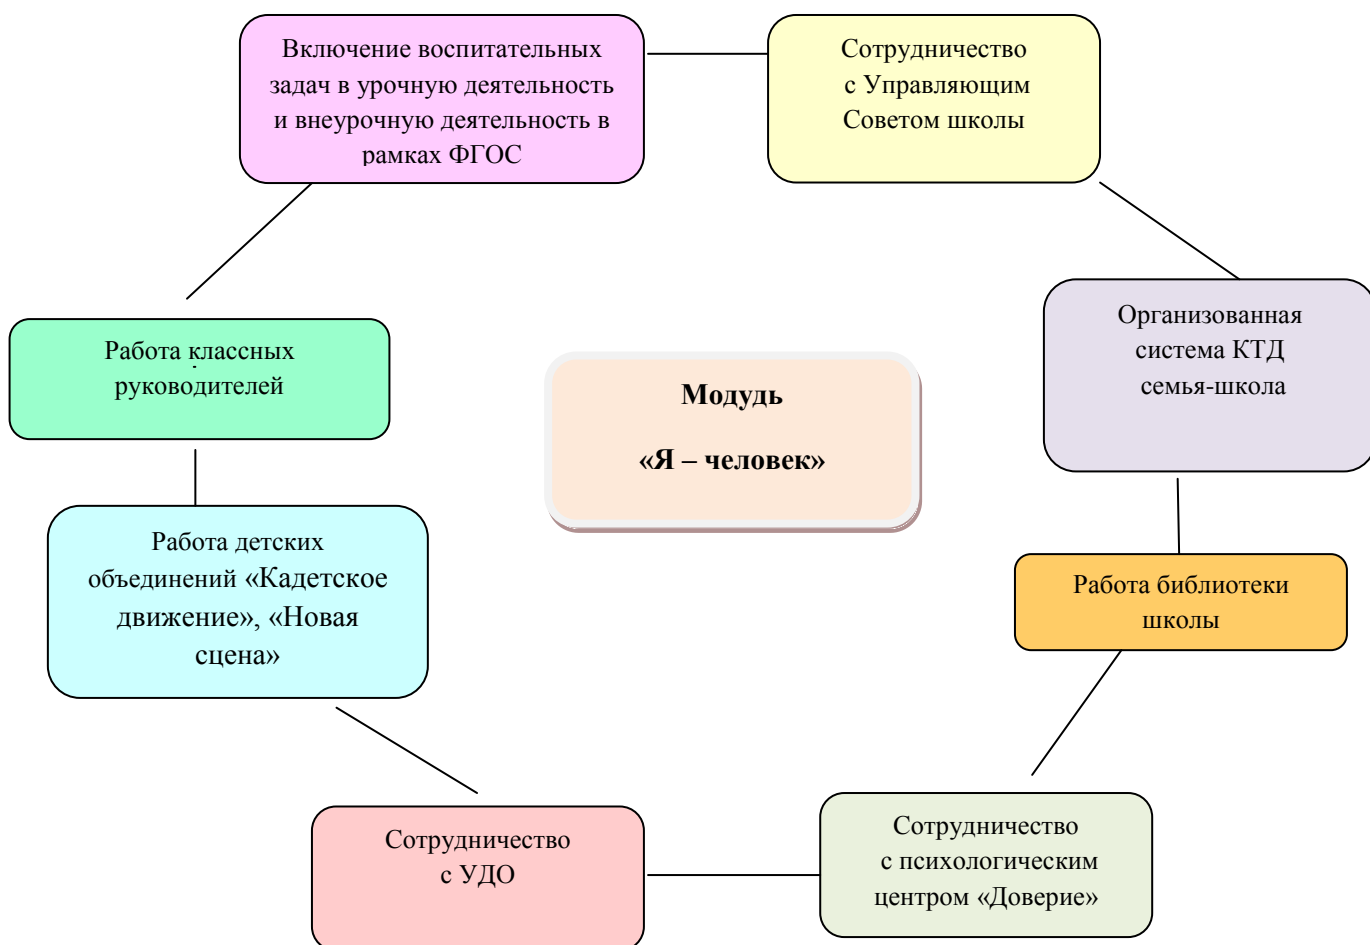 Включение воспитательных
задач в урочную деятельность
и внеурочную деятельность в
рамках ФГОС
Сотрудничество
с Управляющим
Советом школы
Организованная
система КТД
семья-школа
Работа классных
руководителей
Модудь
«Я – человек»
Работа детских
объединений «Кадетское
движение», «Новая
сцена»
Работа библиотеки
школы
Сотрудничество
с УДО
Сотрудничество
с психологическим
центром «Доверие»